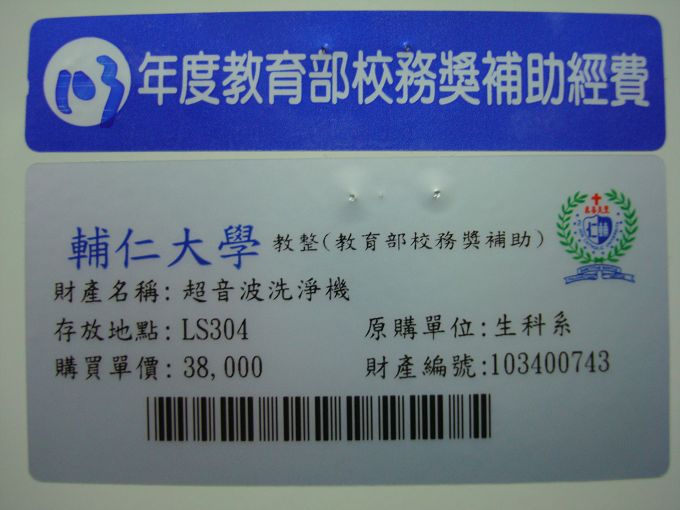 103年度教育部校務獎補助經費
輔仁大學 教整(教育部校務獎補助)
財產名稱: 超音波洗淨機
存放地點: LS304 原購單位: 生科系
購買單價: 38,000 財產編號:103400743